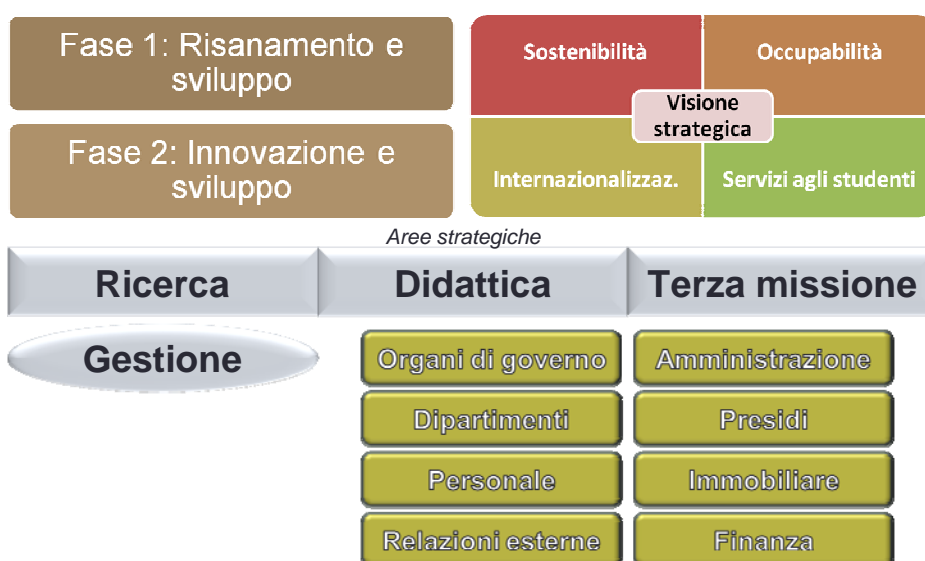 Fase 1: Risanamento e
sviluppo
Fase 2: Innovazione e
sviluppo
Sostenibilità
Occupabilità
Visione
strategica
Internazionalizzaz.
Servizi agli studenti
Aree strategiche
Ricerca
Didattica
Terza missione
Gestione
Organi di governo
Amministrazione
Dipartimenti
Presidi
Personale
Immobiliare
Relazioni esterne
Finanza